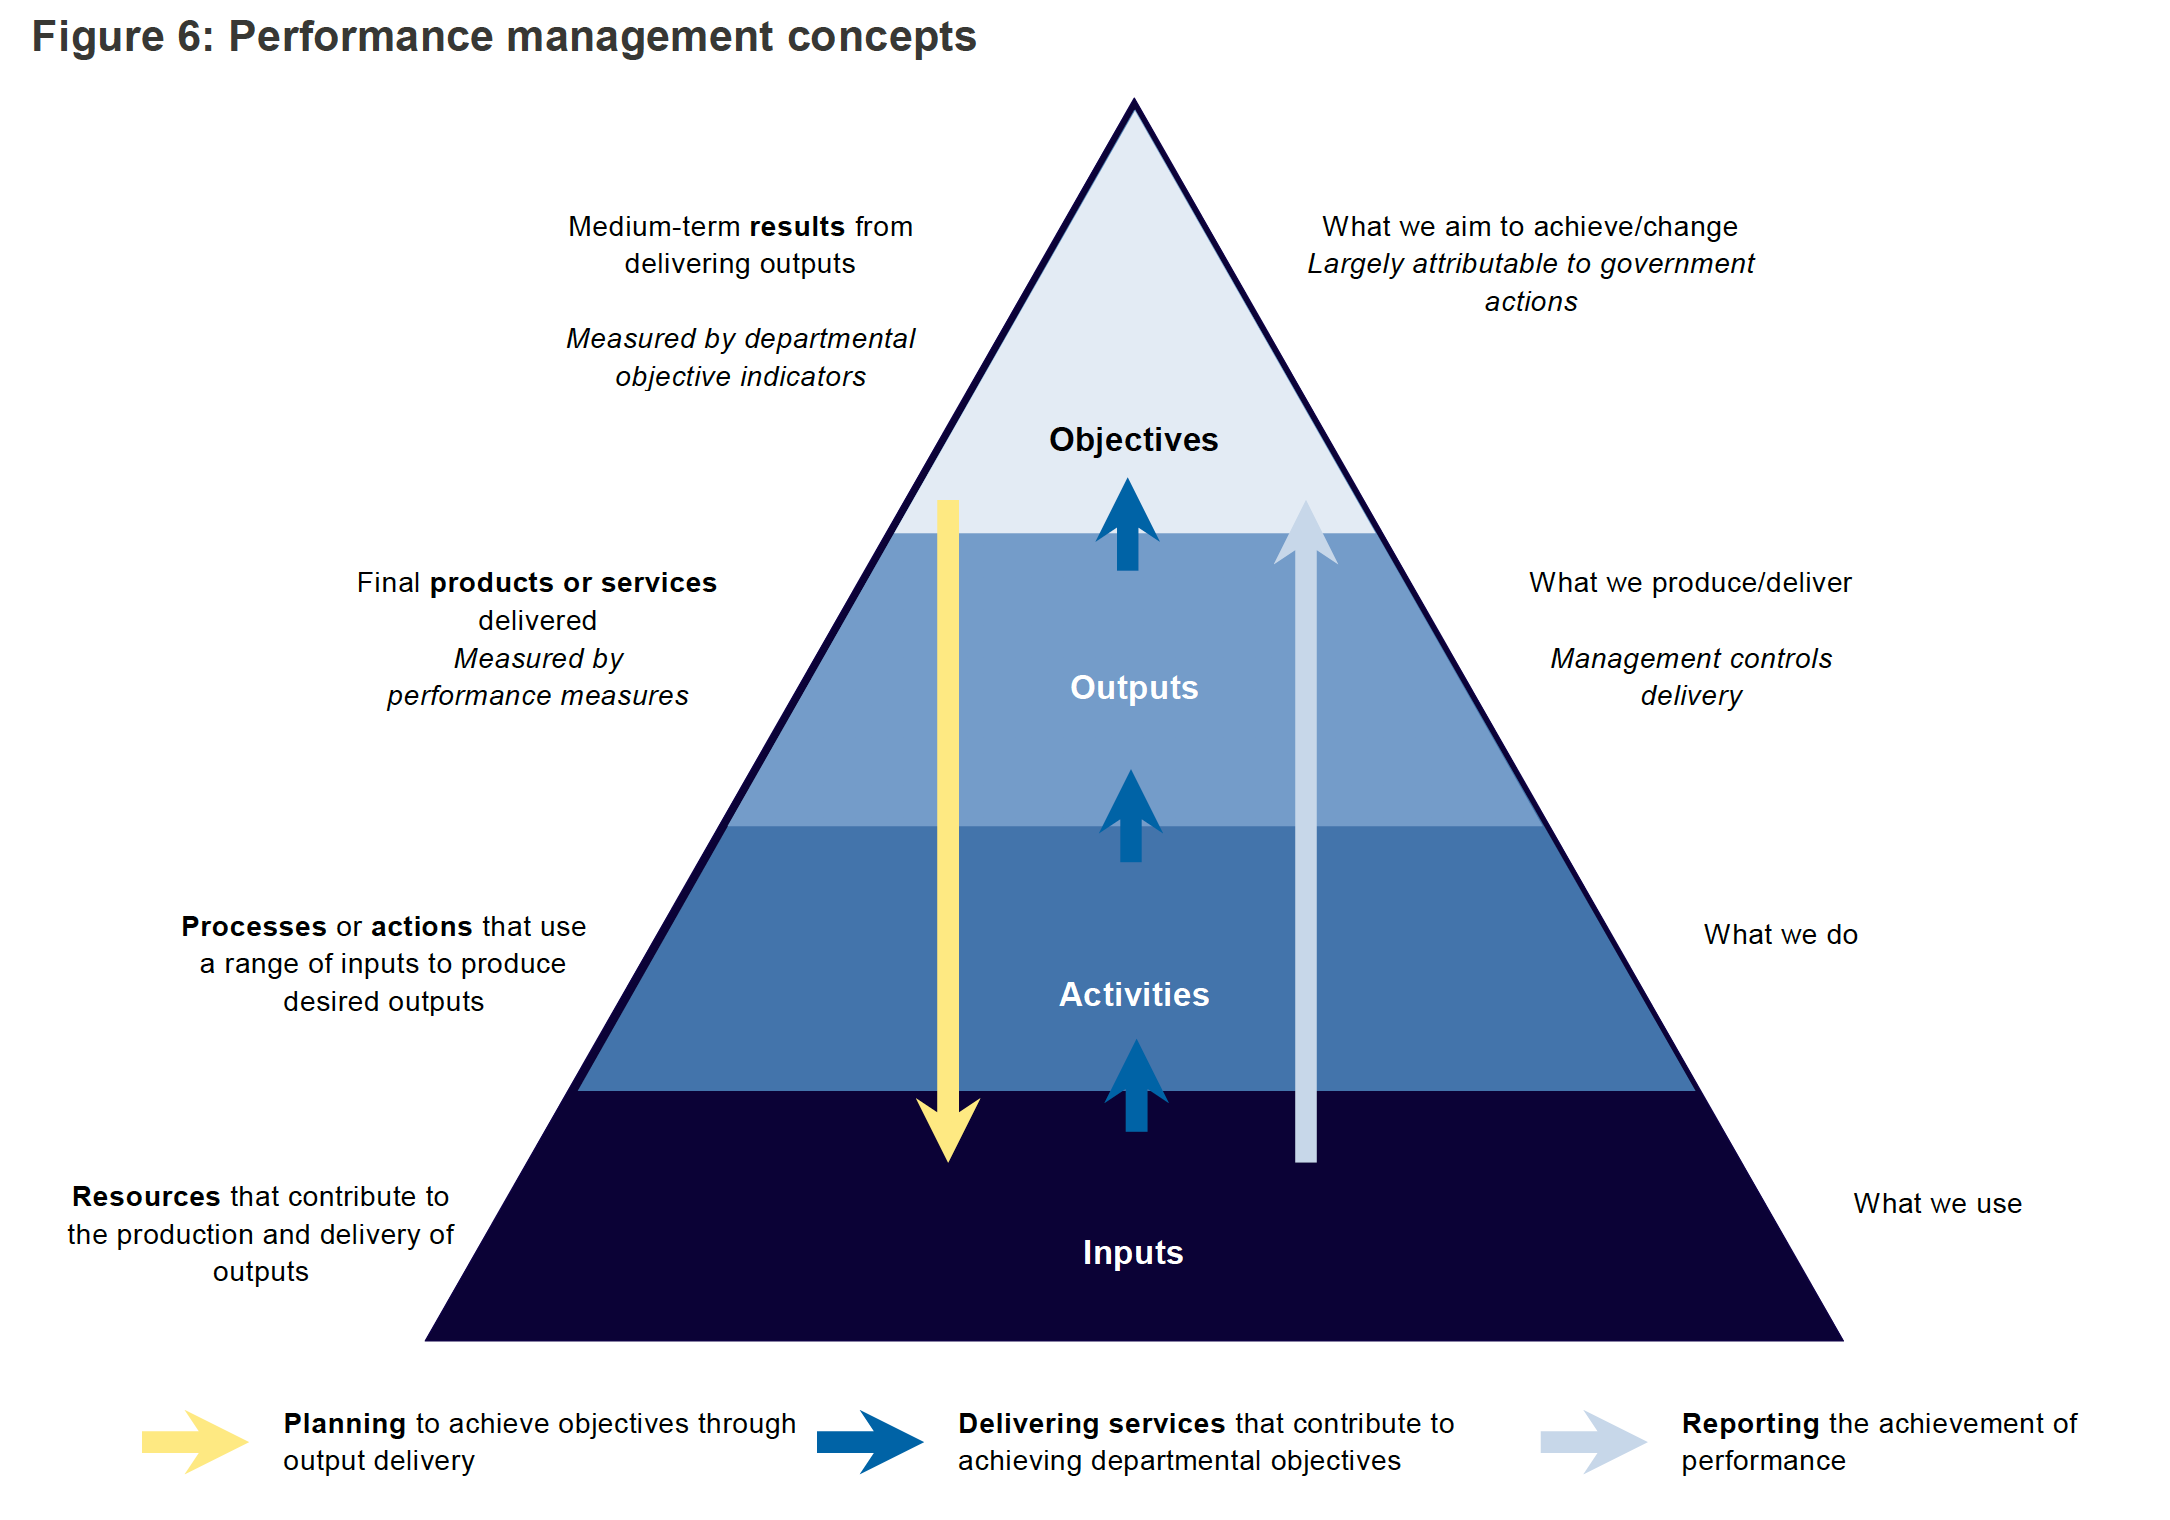 Figure 6: Performance management concepts
Medium-term results from
delivering outputs
Measured by departmental
objective indicators
What we aim to achieve/change
Largely attributable to government
actions
Objectives
Final products or services
delivered
Measured by
performance measures
What we produce/deliver
Management controls
delivery
Outputs
Processes or actions that use
a range of inputs to produce
desired outputs
What we do
Activities
Resources that contribute to
the production and delivery of
outputs
What we use
Inputs
Planning to achieve objectives through
output delivery
Delivering services that contribute to
achieving departmental objectives
Reporting the achievement of
performance